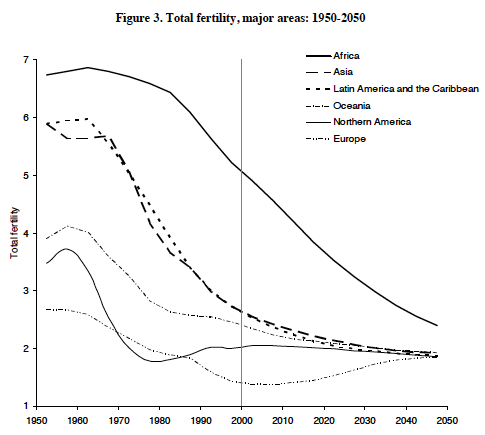 Figure 3. Total fertility, major areas: 1950-2050
7
6
5
4
3
2
1
Total fertility
Africa
Asia
Latin America and the Caribbean
Oceania
Northern America
Europe
1950 1960 1970 1980 1990 2000 2010 2020 2030 2040 2050